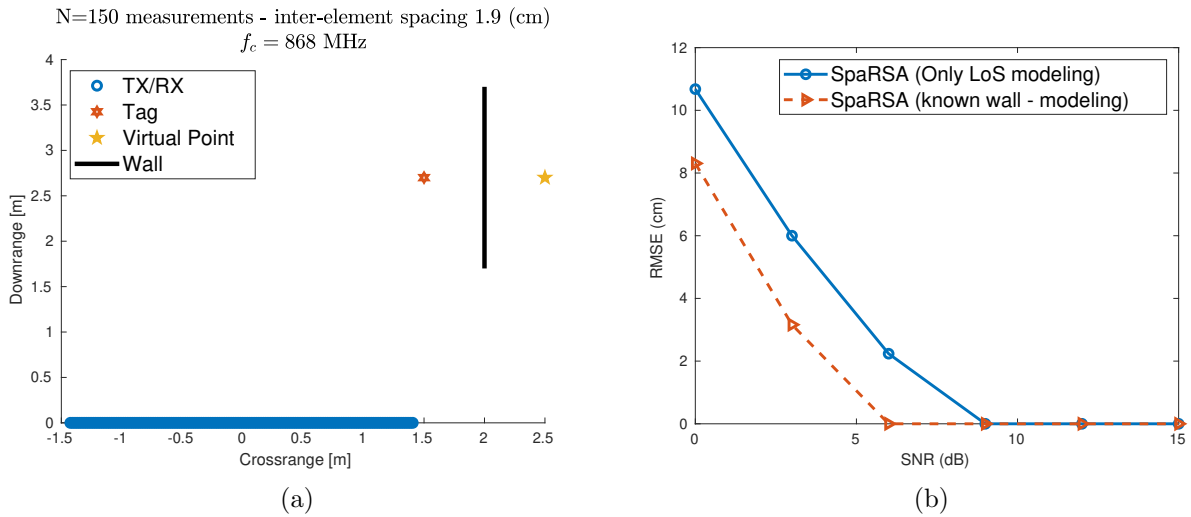 N=150 measurements - inter-element spacing 1.9 (cm)
f_c = 868 MHz
4
3.5
3
2.5
2
1.5
1
0.5
0
Downrange [m]
TX/RX
Tag
Virtual Point
Wall
-1.5 -1 -0.5 0 0.5 1 1.5 2 2.5
Crossrange [m]
(a)
12
10
8
6
4
2
0
RMSE (cm)
SpaRSA (Only LoS modeling)
SpaRSA (known wall - modeling)
0 5 10 15
SNR (dB)
(b)